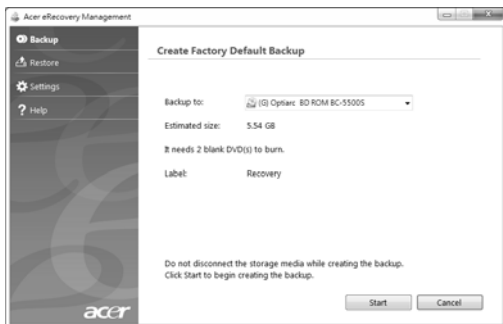 Acer eRecovery Management
Backup
Restore
Settings
Help
Create Factory Default Backup
Backup to: (G) Optiarc BD ROM BC-5500S
Estimated size: 5.54 GB
It needs 2 blank DVD(s) to burn.
Label: Recovery
Do not disconnect the storage media while creating the backup.
Click Start to begin creating the backup.
Start Cancel
acer